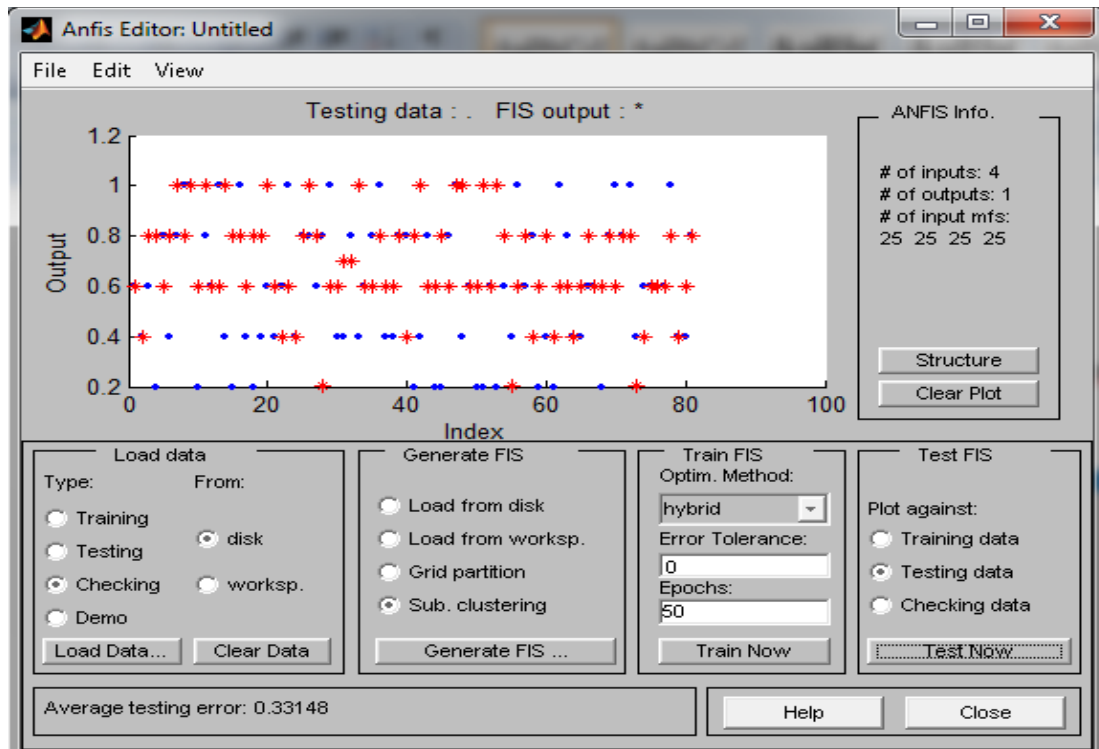 Anfis Editor: Untitled
File Edit View
Testing data : . FIS output : *
1.2
1
0.8
0.6
0.4
0.2
Output
0 20 40 60 80 100
Index
ANFIS Info.
# of inputs: 4
# of outputs: 1
# of input mfs:
25 25 25 25
Structure
Clear Plot
Load data
Type: From:
Training
Testing
Checking
Demo
disk
worksp.
Load Data... Clear Data
Generate FIS
Load from disk
Load from worksp.
Grid partition
Sub. clustering
Generate FIS ...
Train FIS
Optim. Method:
hybrid
Error Tolerance:
0
Epochs:
50
Train Now
Test FIS
Plot against:
Training data
Testing data
Checking data
Test Now
Average testing error: 0.33148
Help Close